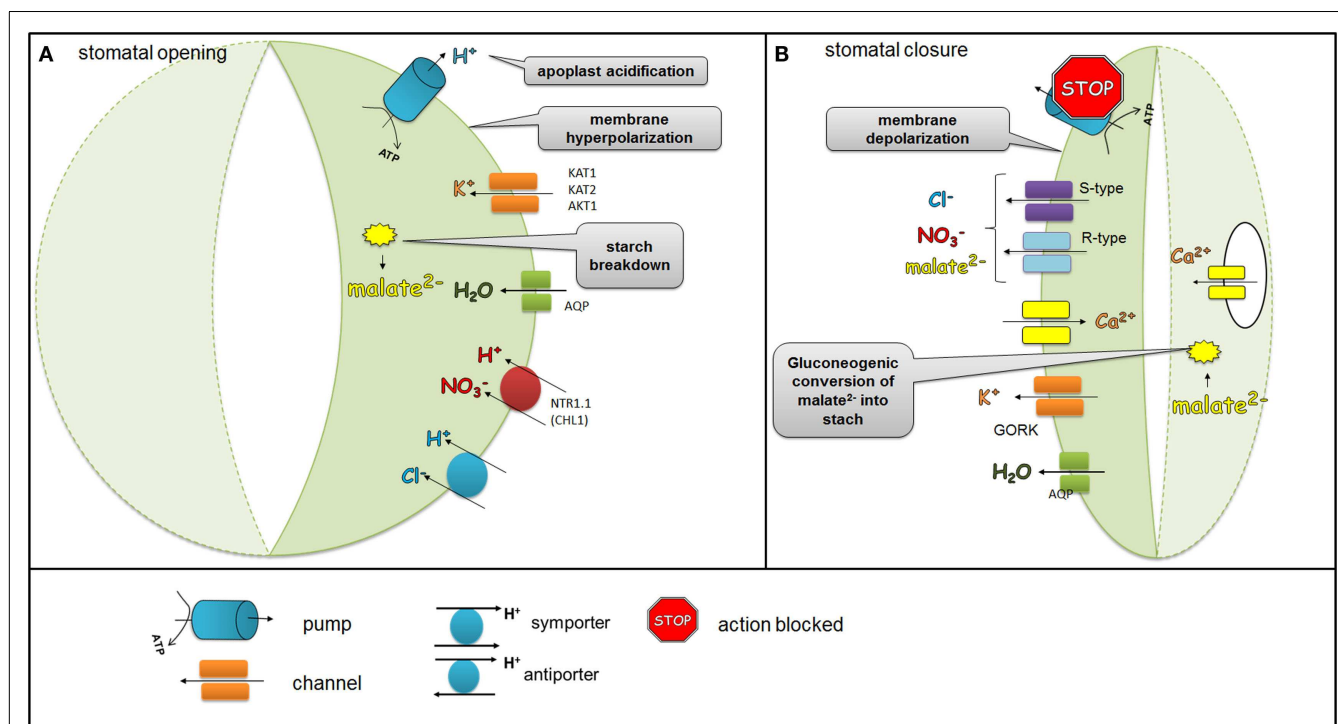 A
stomatal opening
H⁺
apoplast acidification
membrane
hyperpolarization
ATP
K⁺
KAT1
KAT2
AKT1
starch
breakdown
malate²⁻
H₂O
AQP
H⁺
NO₃⁻
NTR1.1
(CHL1)
H⁺
Cl⁻
B
stomatal closure
STOP
ATP
membrane
depolarization
S-type
Cl⁻
NO₃⁻
R-type
malate²⁻
Ca²⁺
Ca²⁺
Gluconeogenic
conversion of
malate²⁻ into
stach
malate²⁻
K⁺
GORK
H₂O
AQP
ATP
pump
channel
H⁺
symporter
H⁺
antiporter
STOP
action blocked